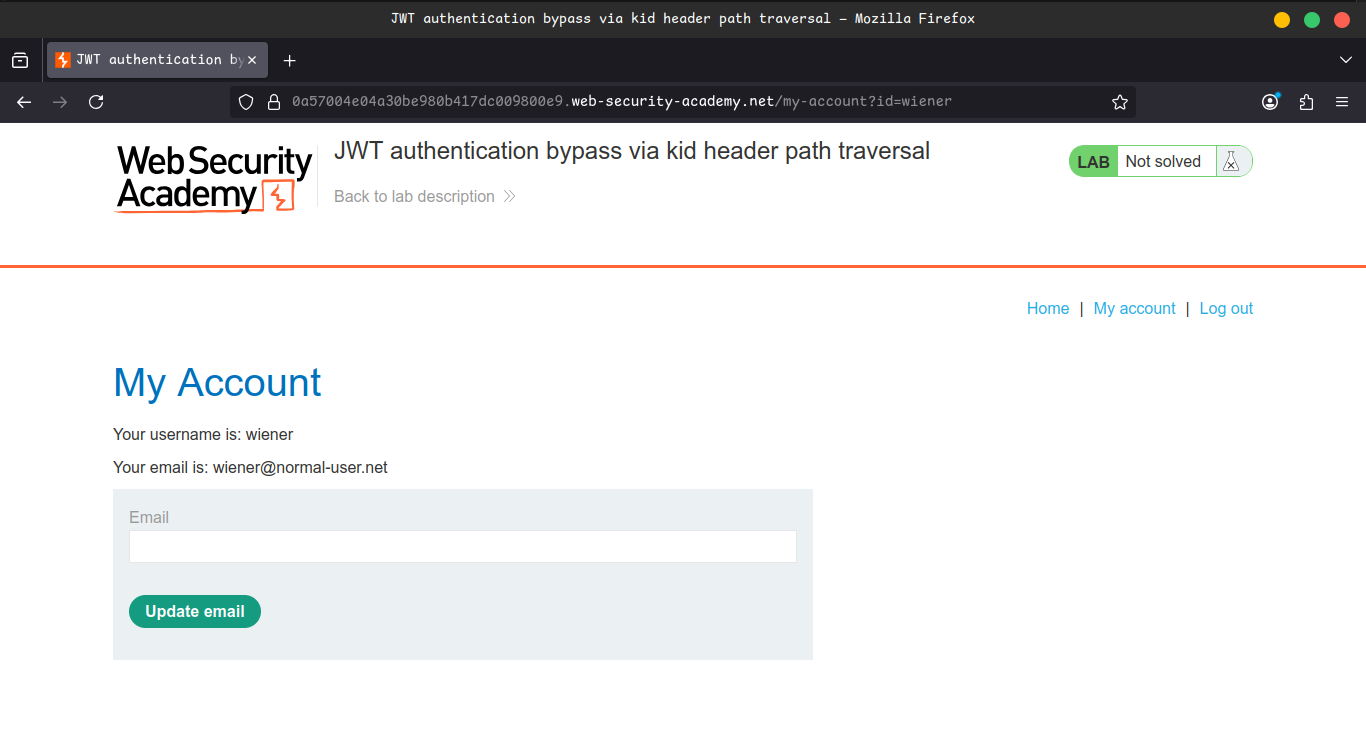 JWT authentication bypass via kid header path traversal — Mozilla Firefox
JWT authentication by
0a57004e04a30be980b417dc009800e9.web-security-academy.net/my-account?id=wiener
Web Security
Academy
JWT authentication bypass via kid header path traversal
Back to lab description
LAB Not solved
Home | My account | Log out
My Account
Your username is: wiener
Your email is: wiener@normal-user.net
Email
Update email